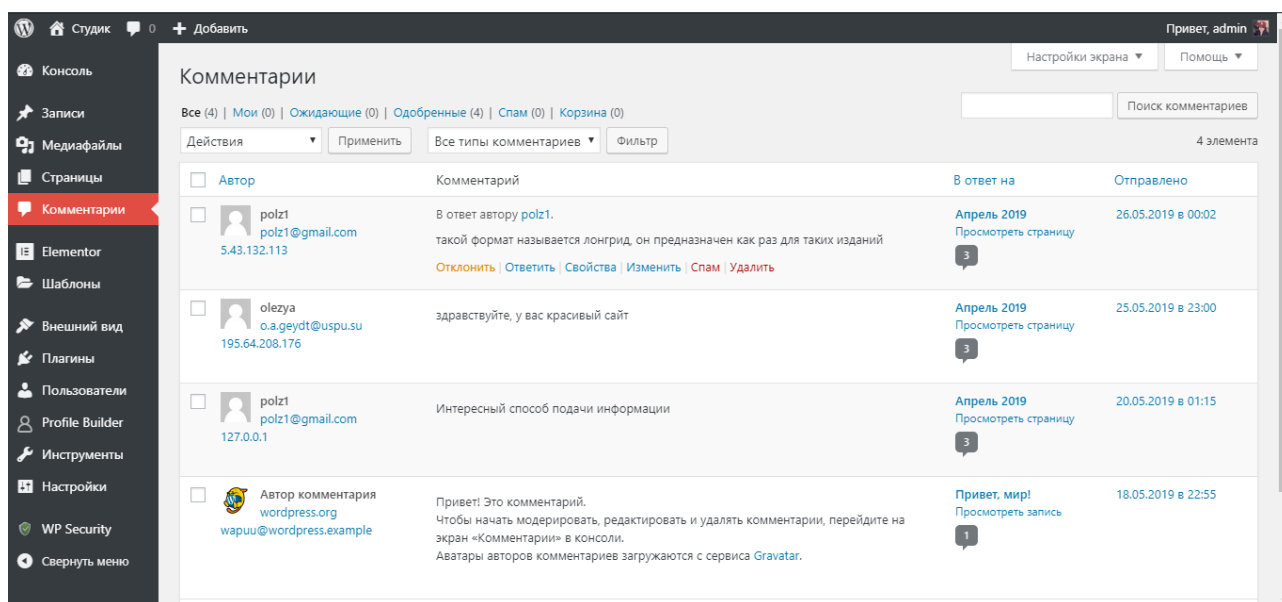 Студик 0 Добавить Привет, admin
Настройки экрана Помощь
Консоль
Записи
Медиафайлы
Страницы
Комментарии
Elementor
Шаблоны
Внешний вид
Плагины
Пользователи
Profile Builder
Инструменты
Настройки
WP Security
Свернуть меню
Комментарии
Все (4) | Мои (0) | Ожидающие (0) | Одобренные (4) | Спам (0) | Корзина (0)
Поиск комментариев
Действия Применить Все типы комментариев Фильтр 4 элемента
Автор Комментарий В ответ на Отправлено
polz1
polz1@gmail.com
5.43.132.113
В ответ автору polz1.
такой формат называется лонгрид, он предназначен как раз для таких изданий
Отклонить | Ответить | Свойства | Изменить | Спам | Удалить
Апрель 2019
Просмотреть страницу
3
26.05.2019 в 00:02
olezya
o.a.geydt@uspu.su
195.64.208.176
здравствуйте, у вас красивый сайт
Апрель 2019
Просмотреть страницу
3
25.05.2019 в 23:00
polz1
polz1@gmail.com
127.0.0.1
Интересный способ подачи информации
Апрель 2019
Просмотреть страницу
3
20.05.2019 в 01:15
Автор комментария
wordpress.org
wapuu@wordpress.example
Привет! Это комментарий.
Чтобы начать модерировать, редактировать и удалять комментарии, перейдите на
экран «Комментарии» в консоли.
Аватары авторов комментариев загружаются с сервиса Gravatar.
Привет, мир!
Просмотреть запись
1
18.05.2019 в 22:55